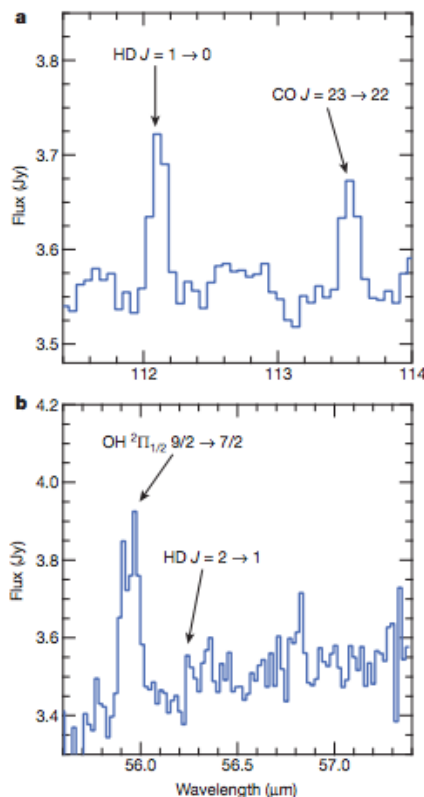 a
3.8
HD J = 1 → 0
CO J = 23 → 22
3.7
Flux (Jy)
3.6
3.5
112
113
114
b
4.2
OH ²Π₁/₂ 9/2 → 7/2
4.0
HD J = 2 → 1
3.8
Flux (Jy)
3.6
3.4
56.0
56.5
57.0
Wavelength (μm)